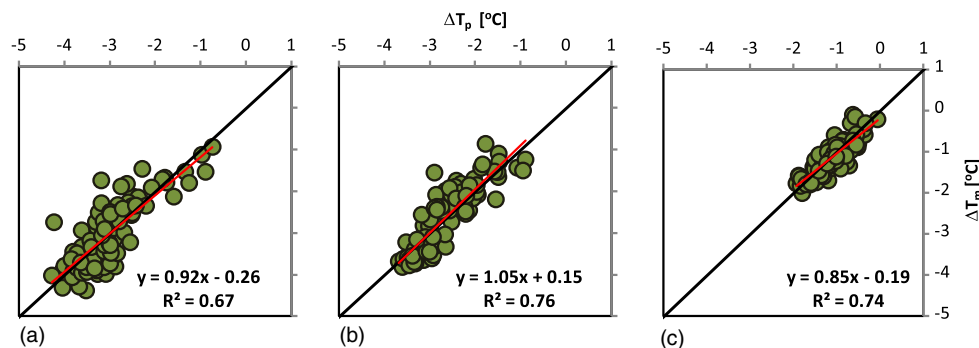 ΔTp [°C]
-5 -4 -3 -2 -1 0 1
-5 -4 -3 -2 -1 0 1
-5 -4 -3 -2 -1 0 1
1
0
-1
-2
-3
-4
-5
ΔTm [°C]
y = 0.92x - 0.26
R² = 0.67
y = 1.05x + 0.15
R² = 0.76
y = 0.85x - 0.19
R² = 0.74
(a)
(b)
(c)